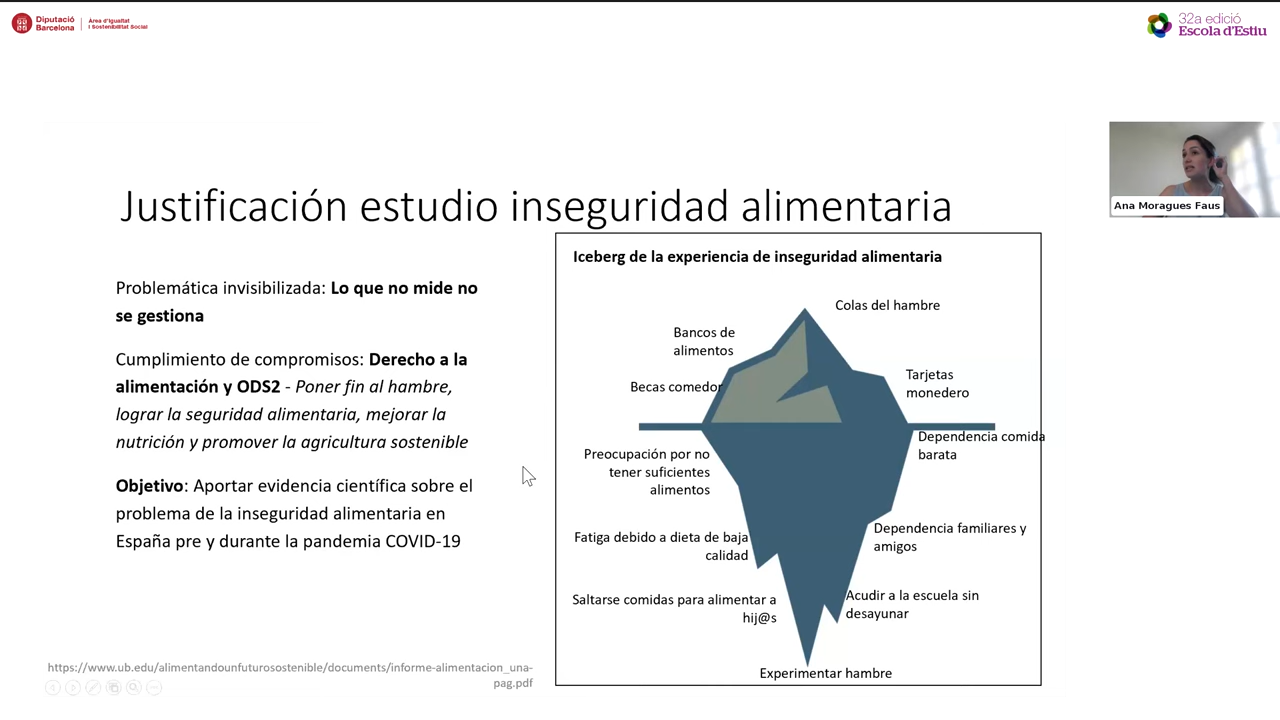 Diputació
Barcelona
Àrea d'Igualtat
i Sostenibilitat Social
32a edició
Escola d'Estiu
Ana Moragues Faus
Justificación estudio inseguridad alimentaria
Problemática invisibilizada: Lo que no mide no
se gestiona
Cumplimiento de compromisos: Derecho a la
alimentación y ODS2 - Poner fin al hambre,
lograr la seguridad alimentaria, mejorar la
nutrición y promover la agricultura sostenible
Objetivo: Aportar evidencia científica sobre el
problema de la inseguridad alimentaria en
España pre y durante la pandemia COVID-19
https://www.ub.edu/alimentandounfuturosostenible/documents/informe-alimentacion_una-
pag.pdf
Iceberg de la experiencia de inseguridad alimentaria
Colas del hambre
Bancos de
alimentos
Becas comedor
Tarjetas
monedero
Dependencia comida
barata
Preocupación por no
tener suficientes
alimentos
Dependencia familiares y
amigos
Fatiga debido a dieta de baja
calidad
Acudir a la escuela sin
desayunar
Saltarse comidas para alimentar a
hij@s
Experimentar hambre